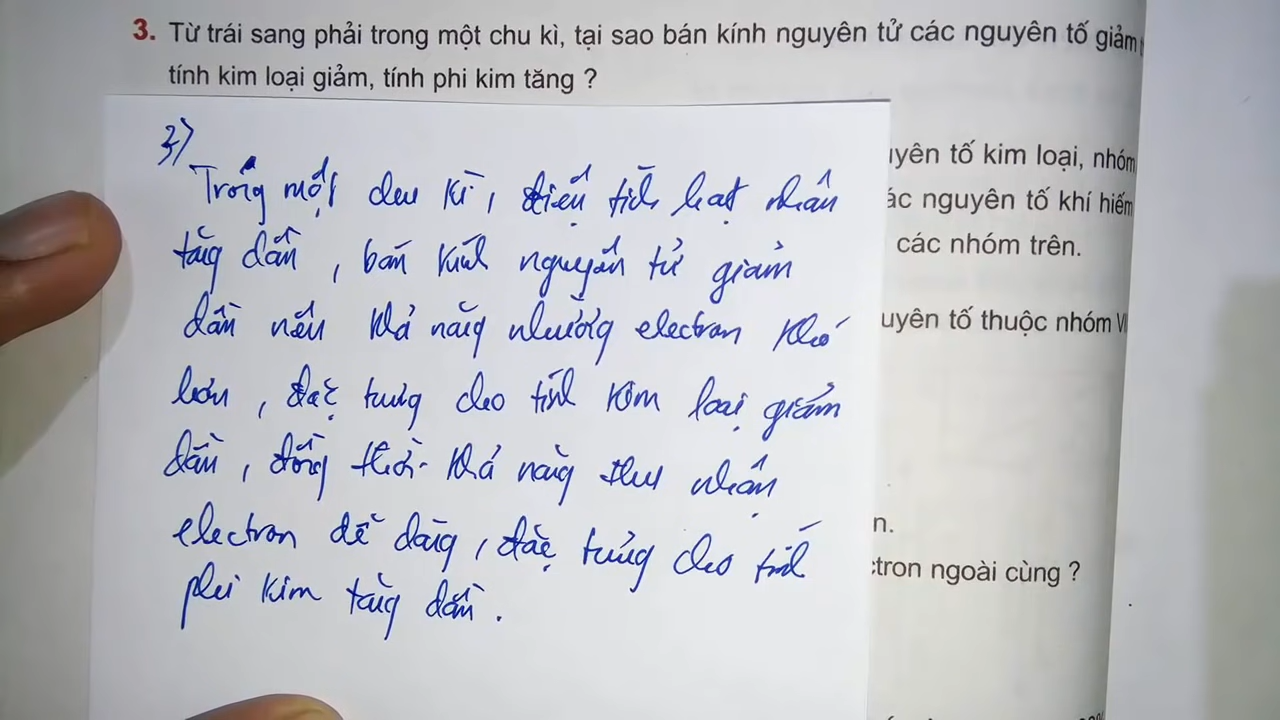 3. Từ trái sang phải trong một chu kì, tại sao bán kính nguyên tử các nguyên tố giảm
tính kim loại giảm, tính phi kim tăng ?
3)
Trong một chu kì, điện tích hạt nhân
tăng dần, bán kính nguyên tử giảm
dần nên khả năng nhường electron khó
hơn, đặc trưng cho tính kim loại giảm
dần, đồng thời khả năng thu nhận
electron dễ dàng, đặc trưng cho tính
phi kim tăng dần.
uyên tố kim loại, nhóm
ác nguyên tố khí hiếm
các nhóm trên.
uyên tố thuộc nhóm VI
n.
ctron ngoài cùng ?